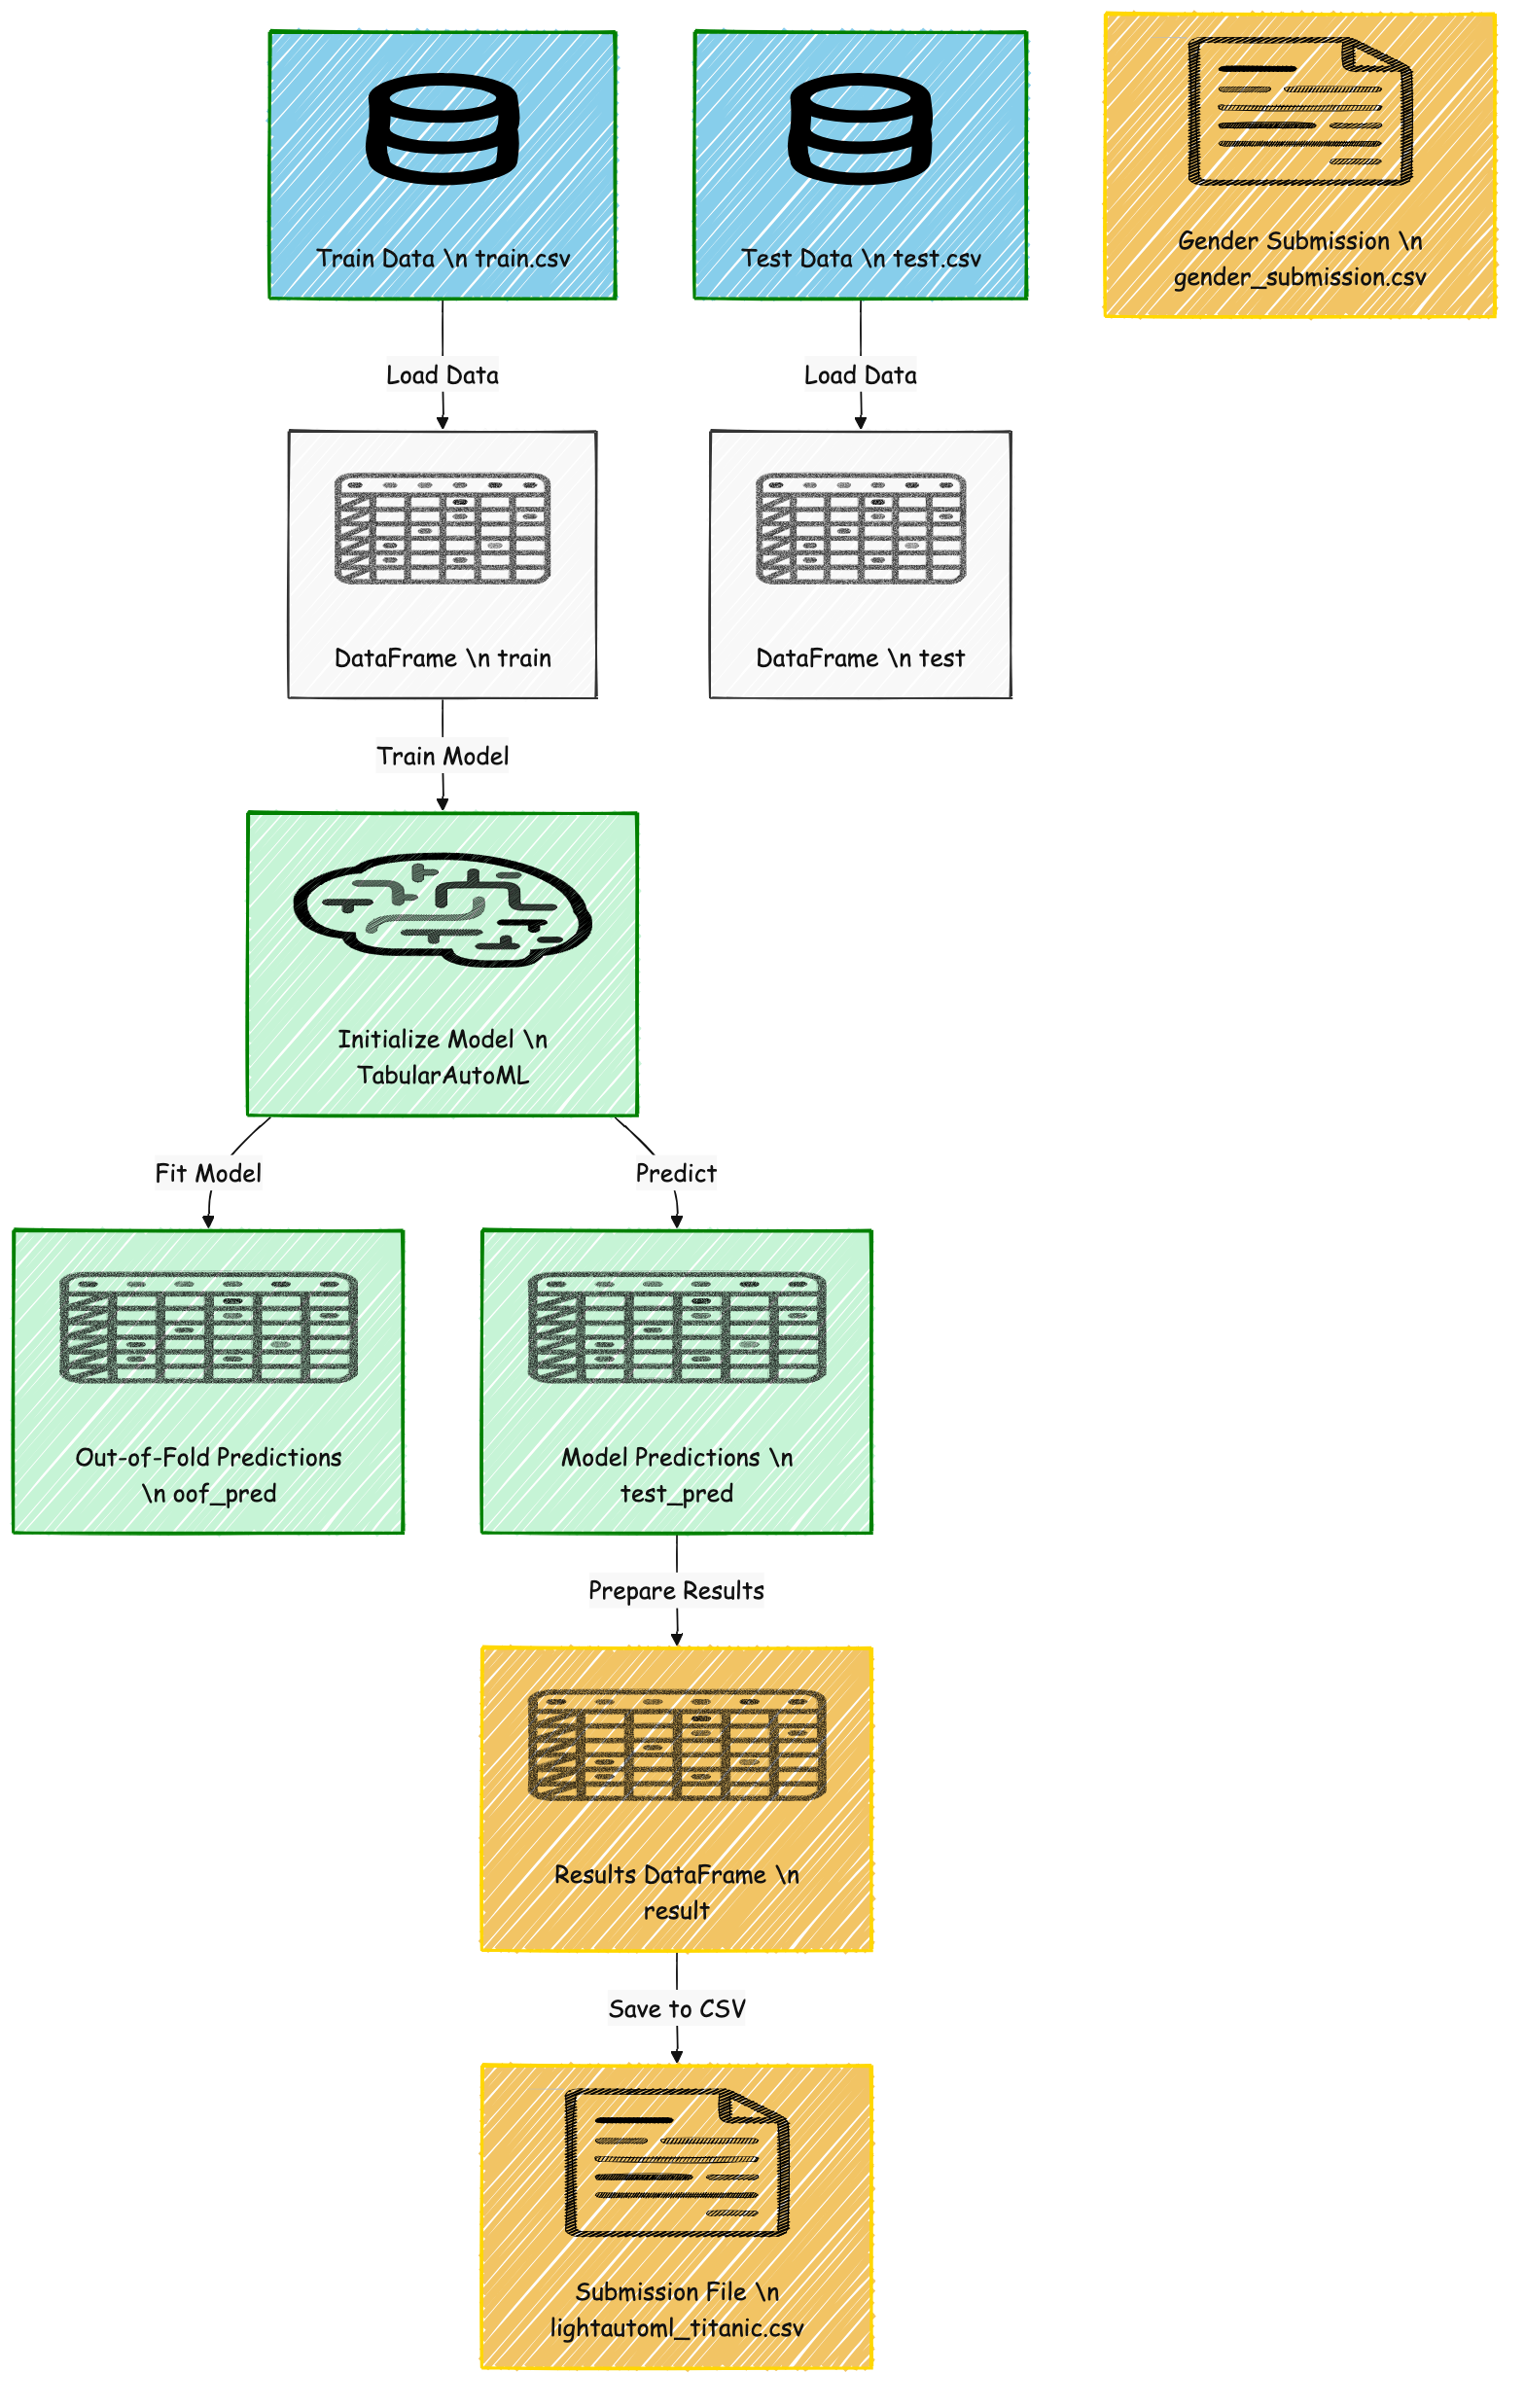 Train Data \n train.csv
Test Data \n test.csv
Gender Submission \n
gender_submission.csv
Load Data
Load Data
DataFrame \n train
DataFrame \n test
Train Model
Initialize Model \n
TabularAutoML
Fit Model
Predict
Out-of-Fold Predictions
\n oof_pred
Model Predictions \n
test_pred
Prepare Results
Results DataFrame \n
result
Save to CSV
Submission File \n
lightautoml_titanic.csv